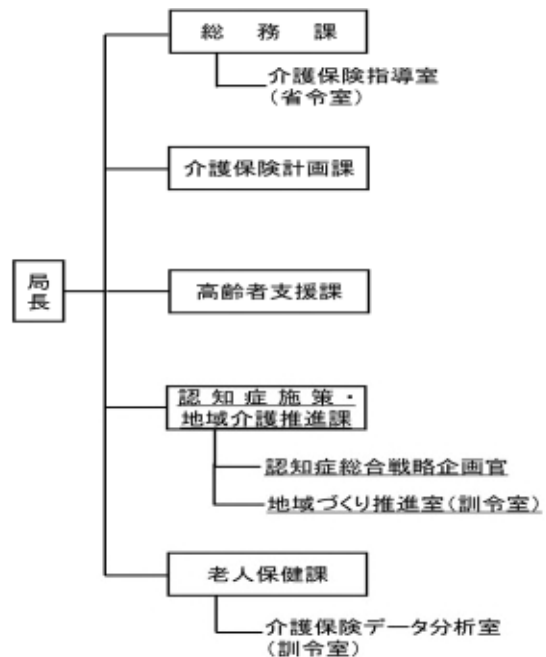 総務課
介護保険指導室
(省令室)
介護保険計画課
局長
高齢者支援課
認知症施策・
地域介護推進課
認知症総合戦略企画官
地域づくり推進室(訓令室)
老人保健課
介護保険データ分析室
(訓令室)